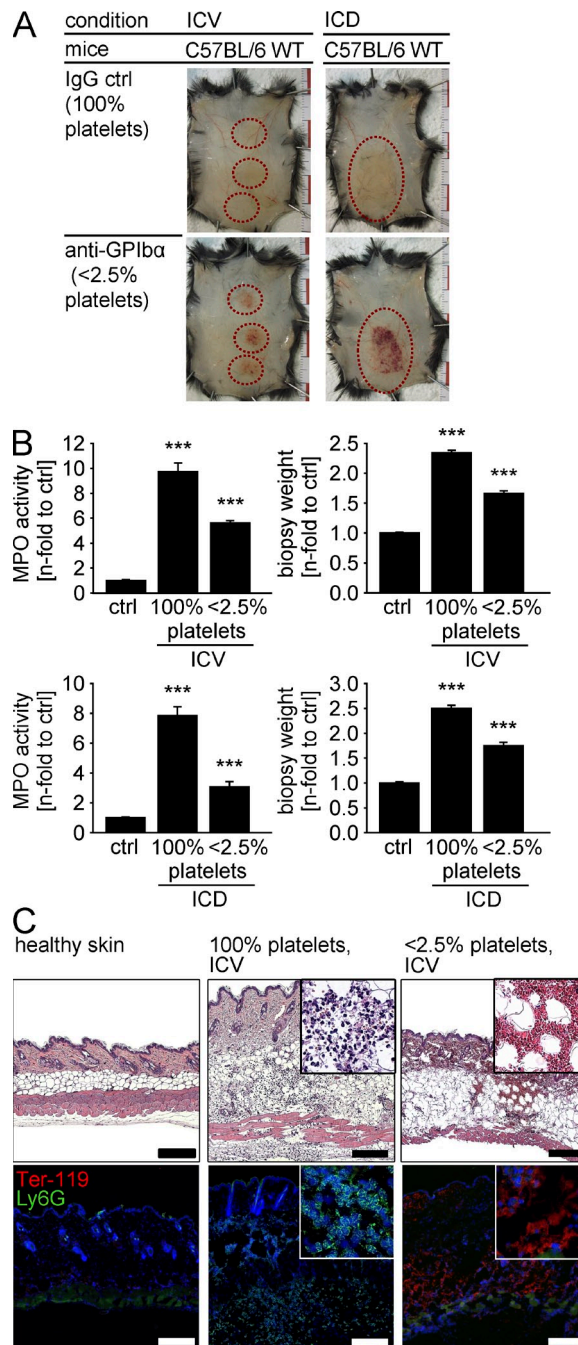 A
condition ICV ICD
mice C57BL/6 WT C57BL/6 WT
IgG ctrl
(100%
platelets)
anti-GPIbα
(<2.5%
platelets)
B
MPO activity
[n-fold to ctrl]
12
10
8
6
4
2
0
***
***
ctrl 100% <2.5%
platelets
ICV
biopsy weight
[n-fold to ctrl]
2.5
2.0
1.5
1.0
0.5
0.0
***
***
ctrl 100% <2.5%
platelets
ICV
MPO activity
[n-fold to ctrl]
8
6
4
2
0
***
***
ctrl 100% <2.5%
platelets
ICD
biopsy weight
[n-fold to ctrl]
3.0
2.5
2.0
1.5
1.0
0.5
0.0
***
***
ctrl 100% <2.5%
platelets
ICD
C
healthy skin
100% platelets,
ICV
<2.5% platelets,
ICV
Ter-119
Ly6G